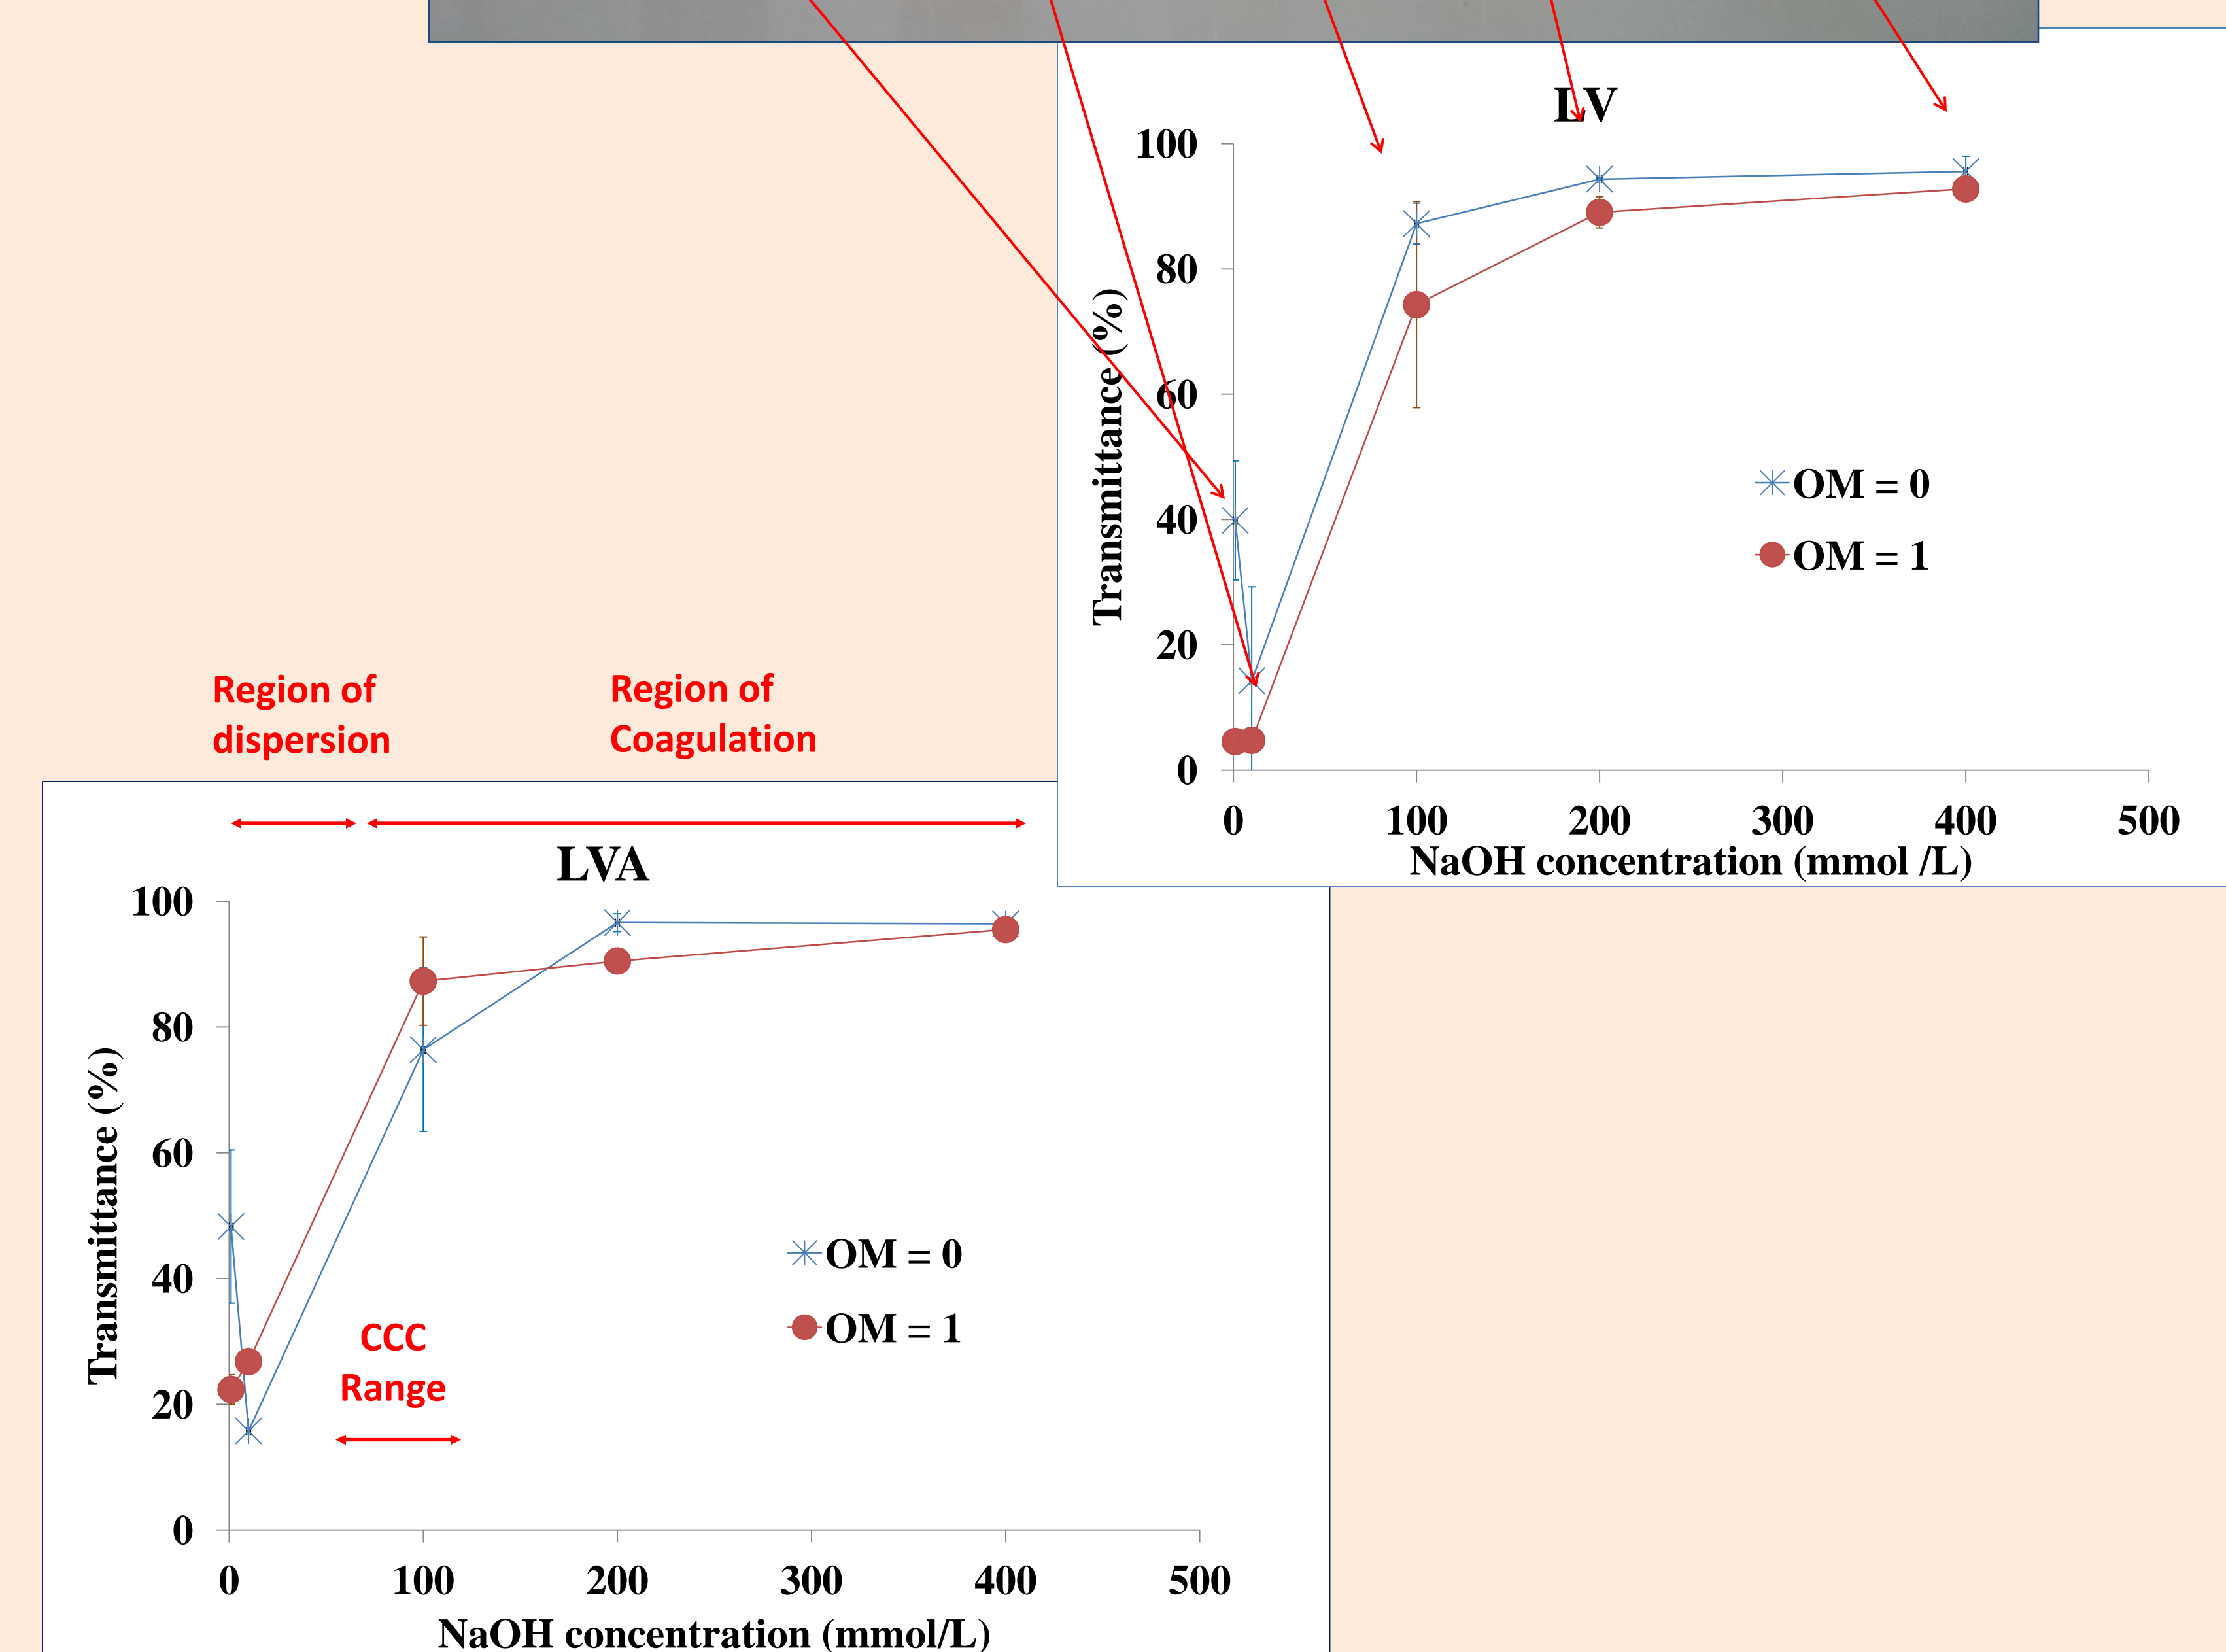 LV
100
80
60
40
20
0
Transmittance (%)
OM = 0
OM = 1
0 100 200 300 400 500
NaOH concentration (mmol /L)
Region of
dispersion
Region of
Coagulation
LVA
100
80
60
40
20
0
Transmittance (%)
OM = 0
OM = 1
CCC
Range
0 100 200 300 400 500
NaOH concentration (mmol/L)